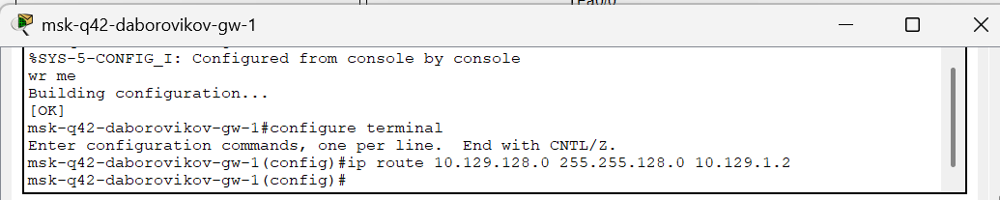 msk-q42-daborovikov-gw-1
%SYS-5-CONFIG_I: Configured from console by console
wr me
Building configuration...
[OK]
msk-q42-daborovikov-gw-1#configure terminal
Enter configuration commands, one per line.  End with CNTL/Z.
msk-q42-daborovikov-gw-1(config)#ip route 10.129.128.0 255.255.128.0 10.129.1.2
msk-q42-daborovikov-gw-1(config)#